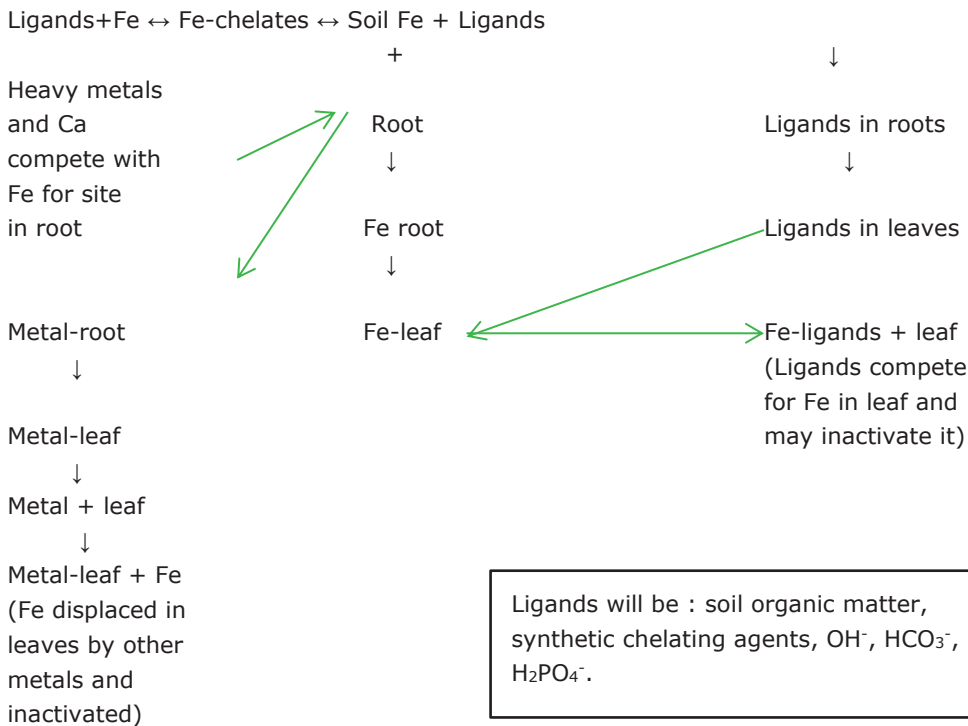 Ligands+Fe ↔ Fe-chelates ↔ Soil Fe + Ligands
+ ↓
Heavy metals
and Ca
compete with
Fe for site
in root
Root
↓
Fe root
↓
Fe-leaf
Ligands in roots
↓
Ligands in leaves
Fe-ligands + leaf
(Ligands compete
for Fe in leaf and
may inactivate it)
Metal-root
↓
Metal-leaf
↓
Metal + leaf
↓
Metal-leaf + Fe
(Fe displaced in
leaves by other
metals and
inactivated)
Ligands will be : soil organic matter,
synthetic chelating agents, OH⁻, HCO₃⁻,
H₂PO₄⁻.